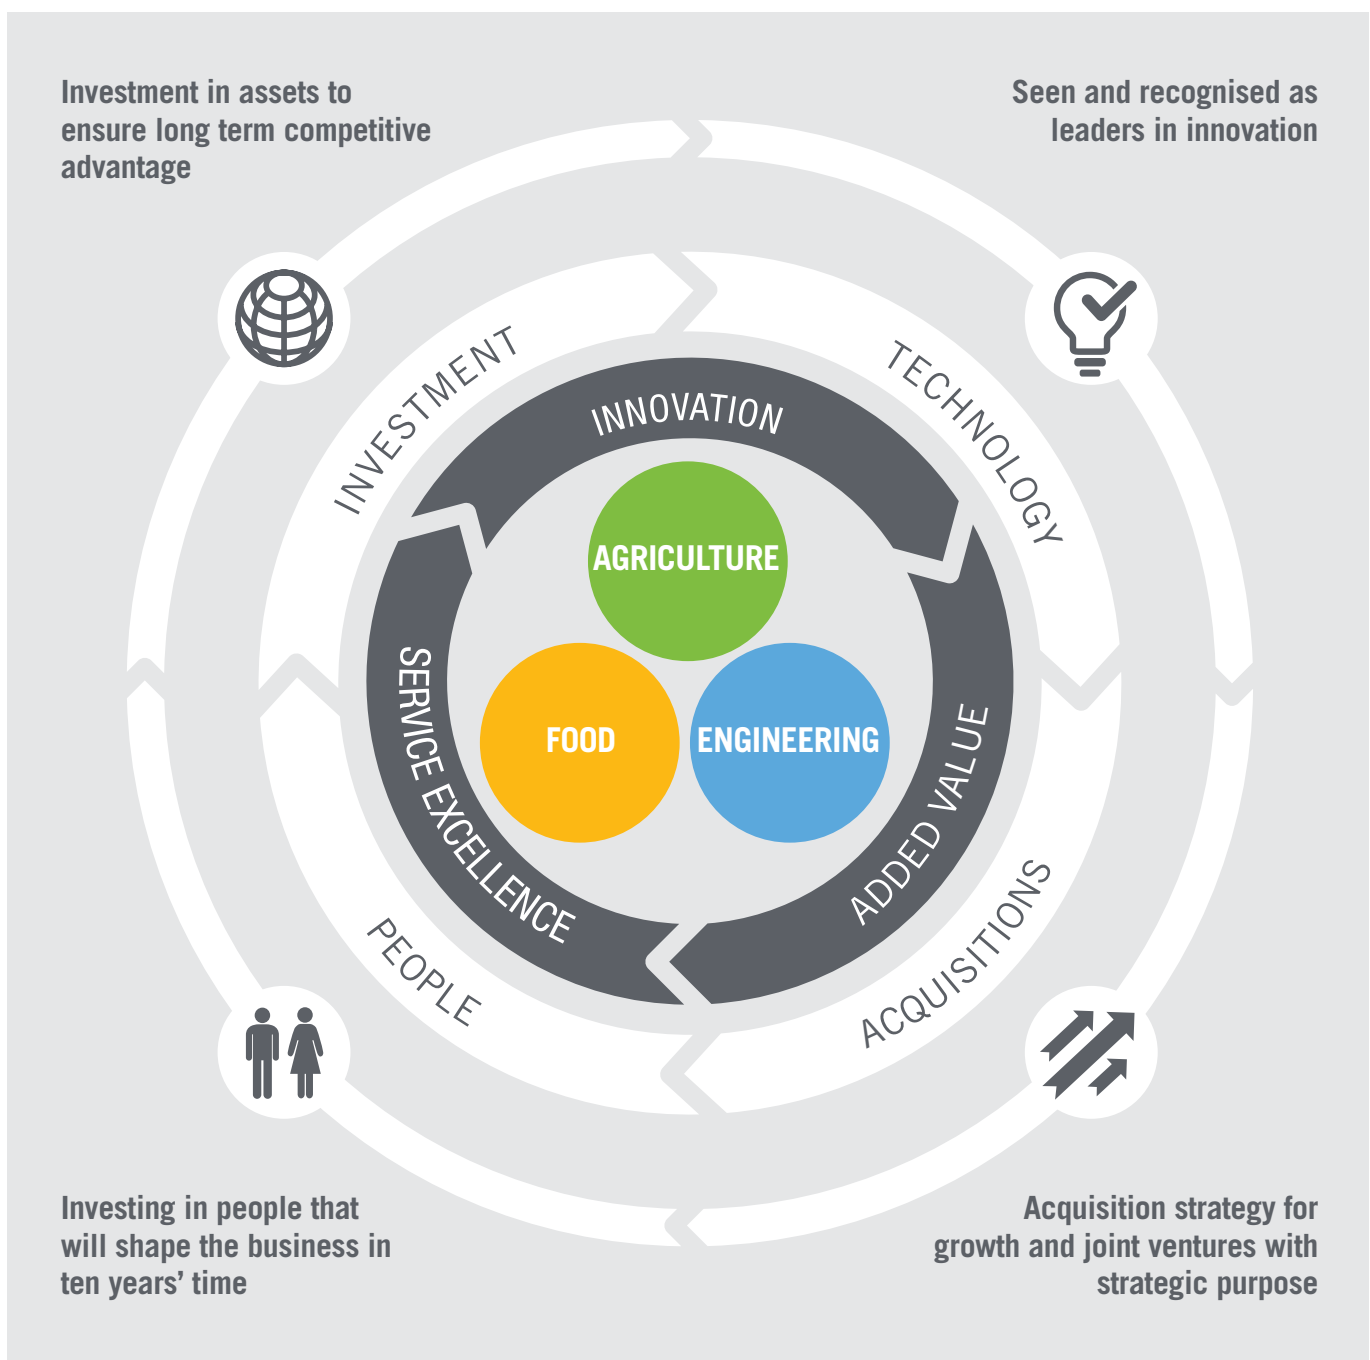 Investment in assets to
ensure long term competitive
advantage
Seen and recognised as
leaders in innovation
INVESTMENT
TECHNOLOGY
INNOVATION
AGRICULTURE
FOOD
ENGINEERING
SERVICE EXCELLENCE
ADDED VALUE
PEOPLE
ACQUISITIONS
Investing in people that
will shape the business in
ten years’ time
Acquisition strategy for
growth and joint ventures with
strategic purpose